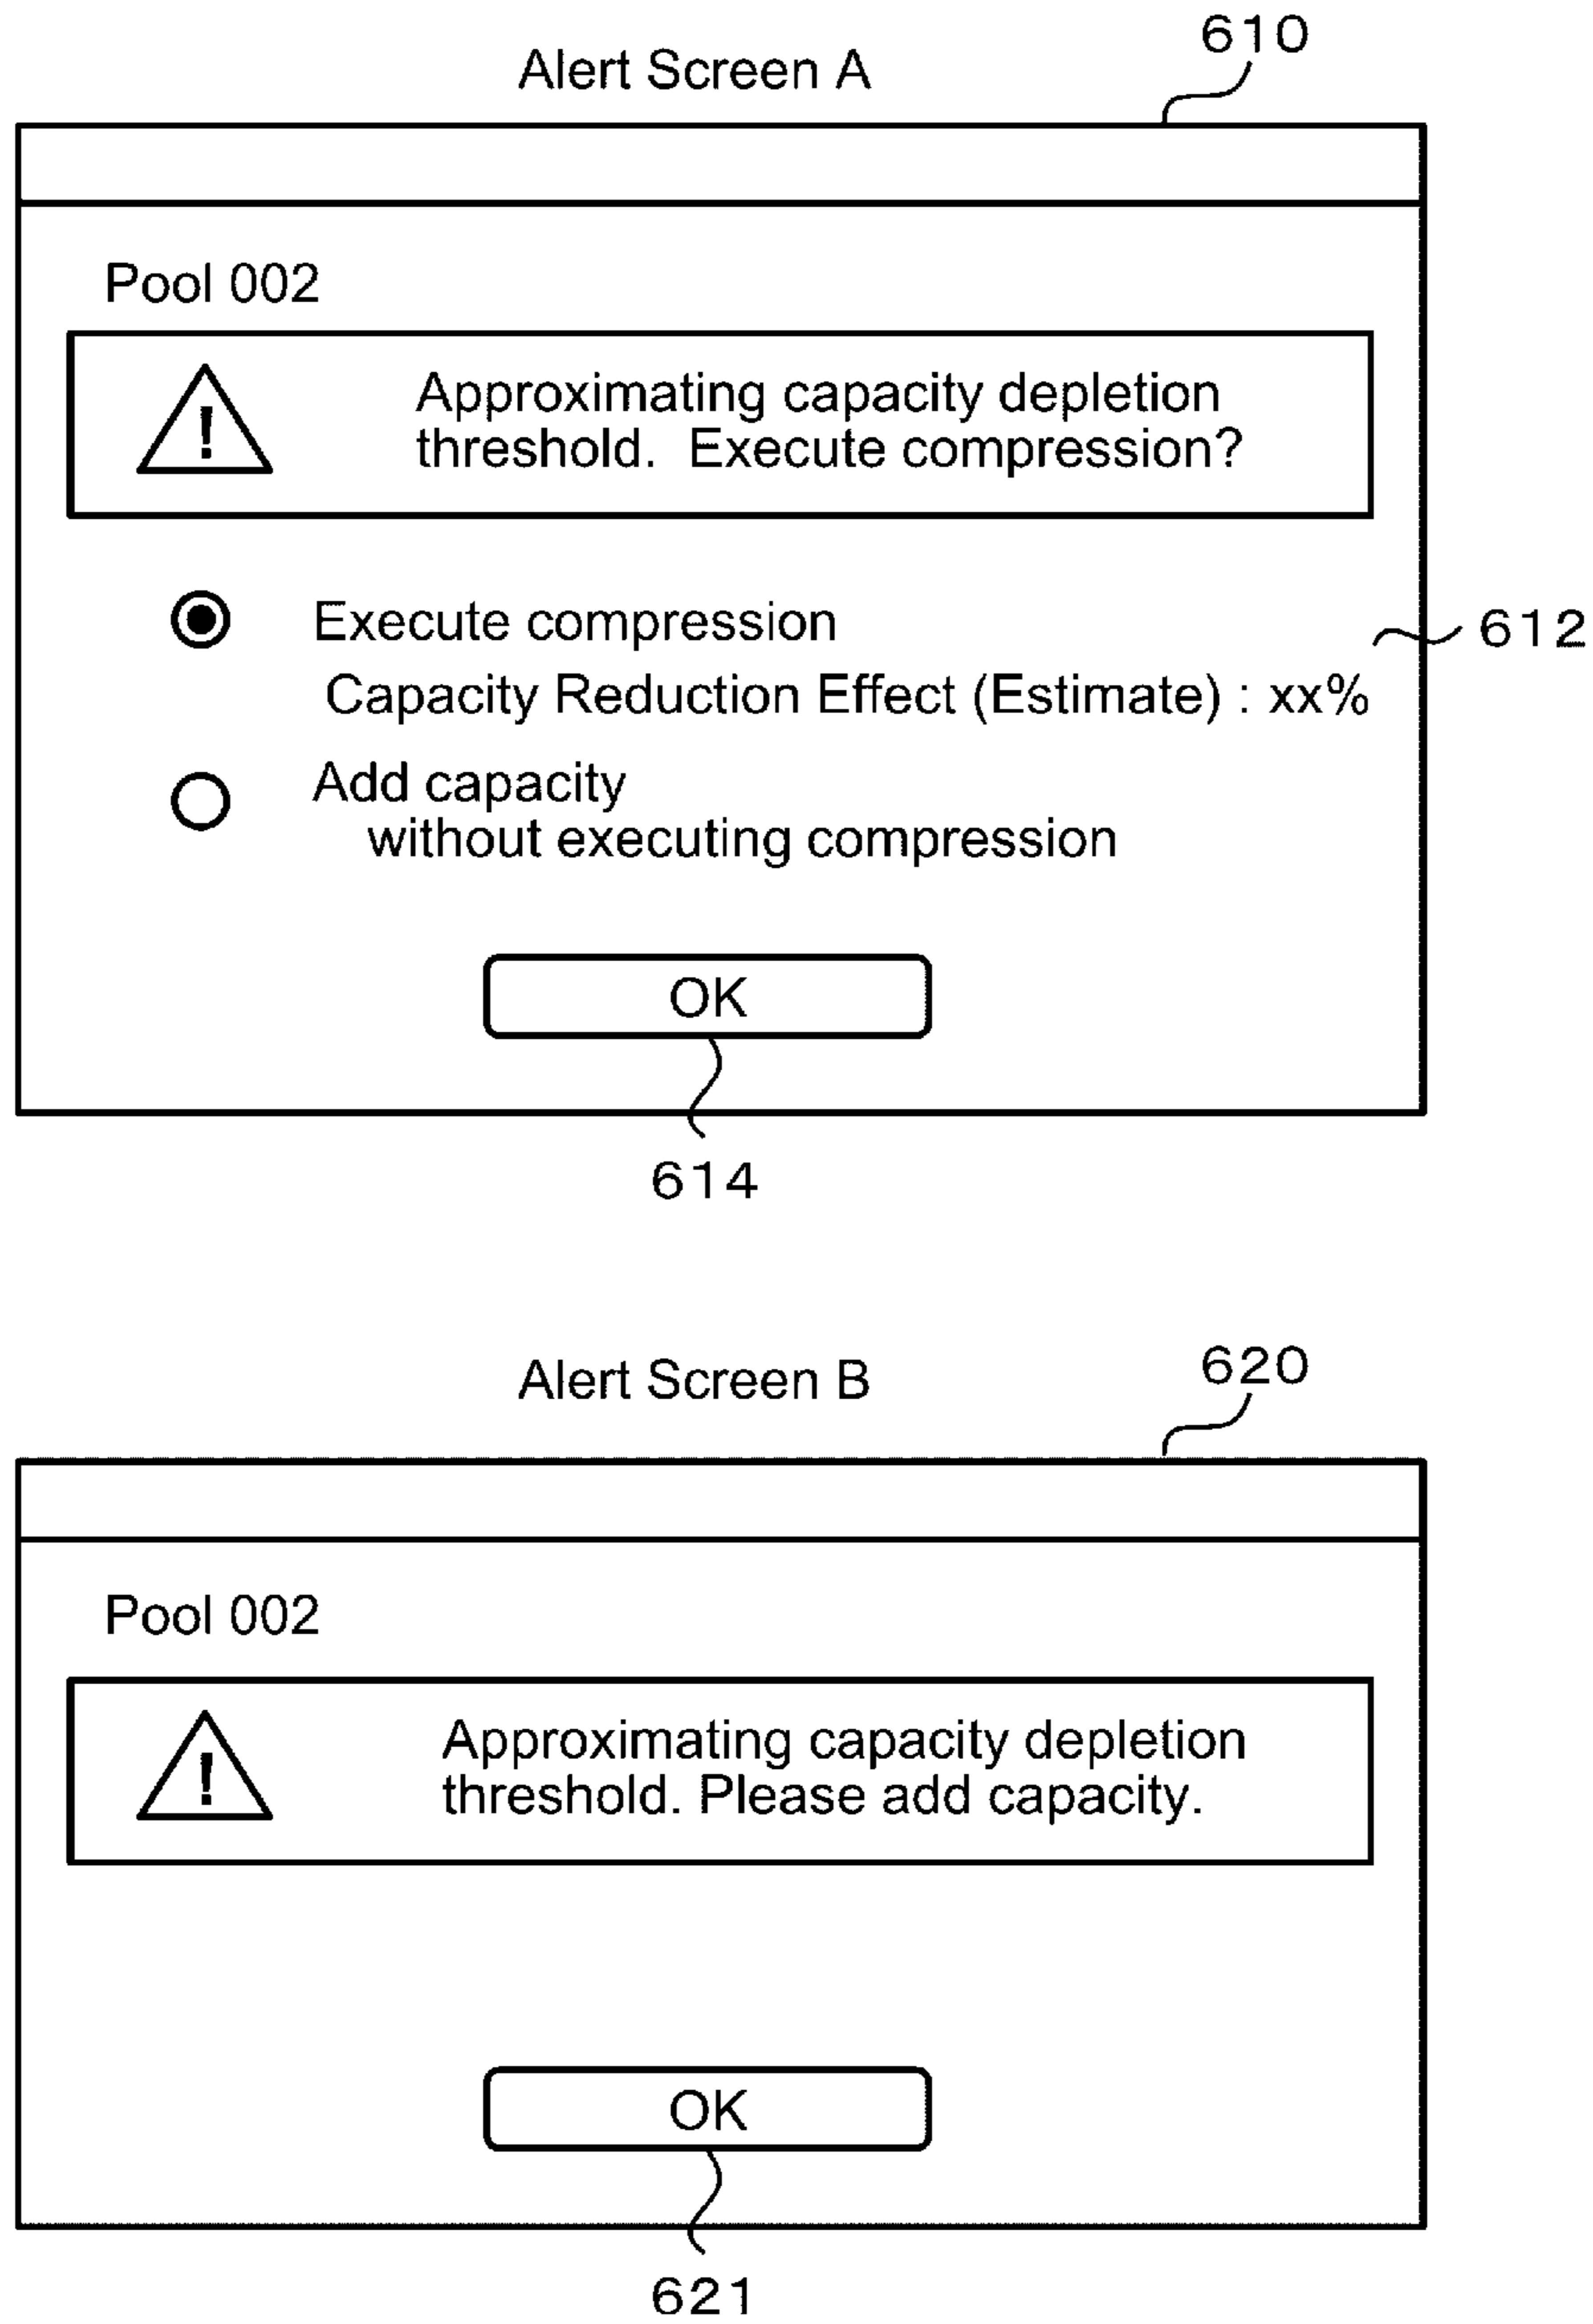 610
Alert Screen A
Pool 002
!
Approximating capacity depletion
threshold. Execute compression?
Execute compression
612
Capacity Reduction Effect (Estimate) : xx%
Add capacity
without executing compression
OK
614
620
Alert Screen B
Pool 002
!
Approximating capacity depletion
threshold. Please add capacity.
OK
621